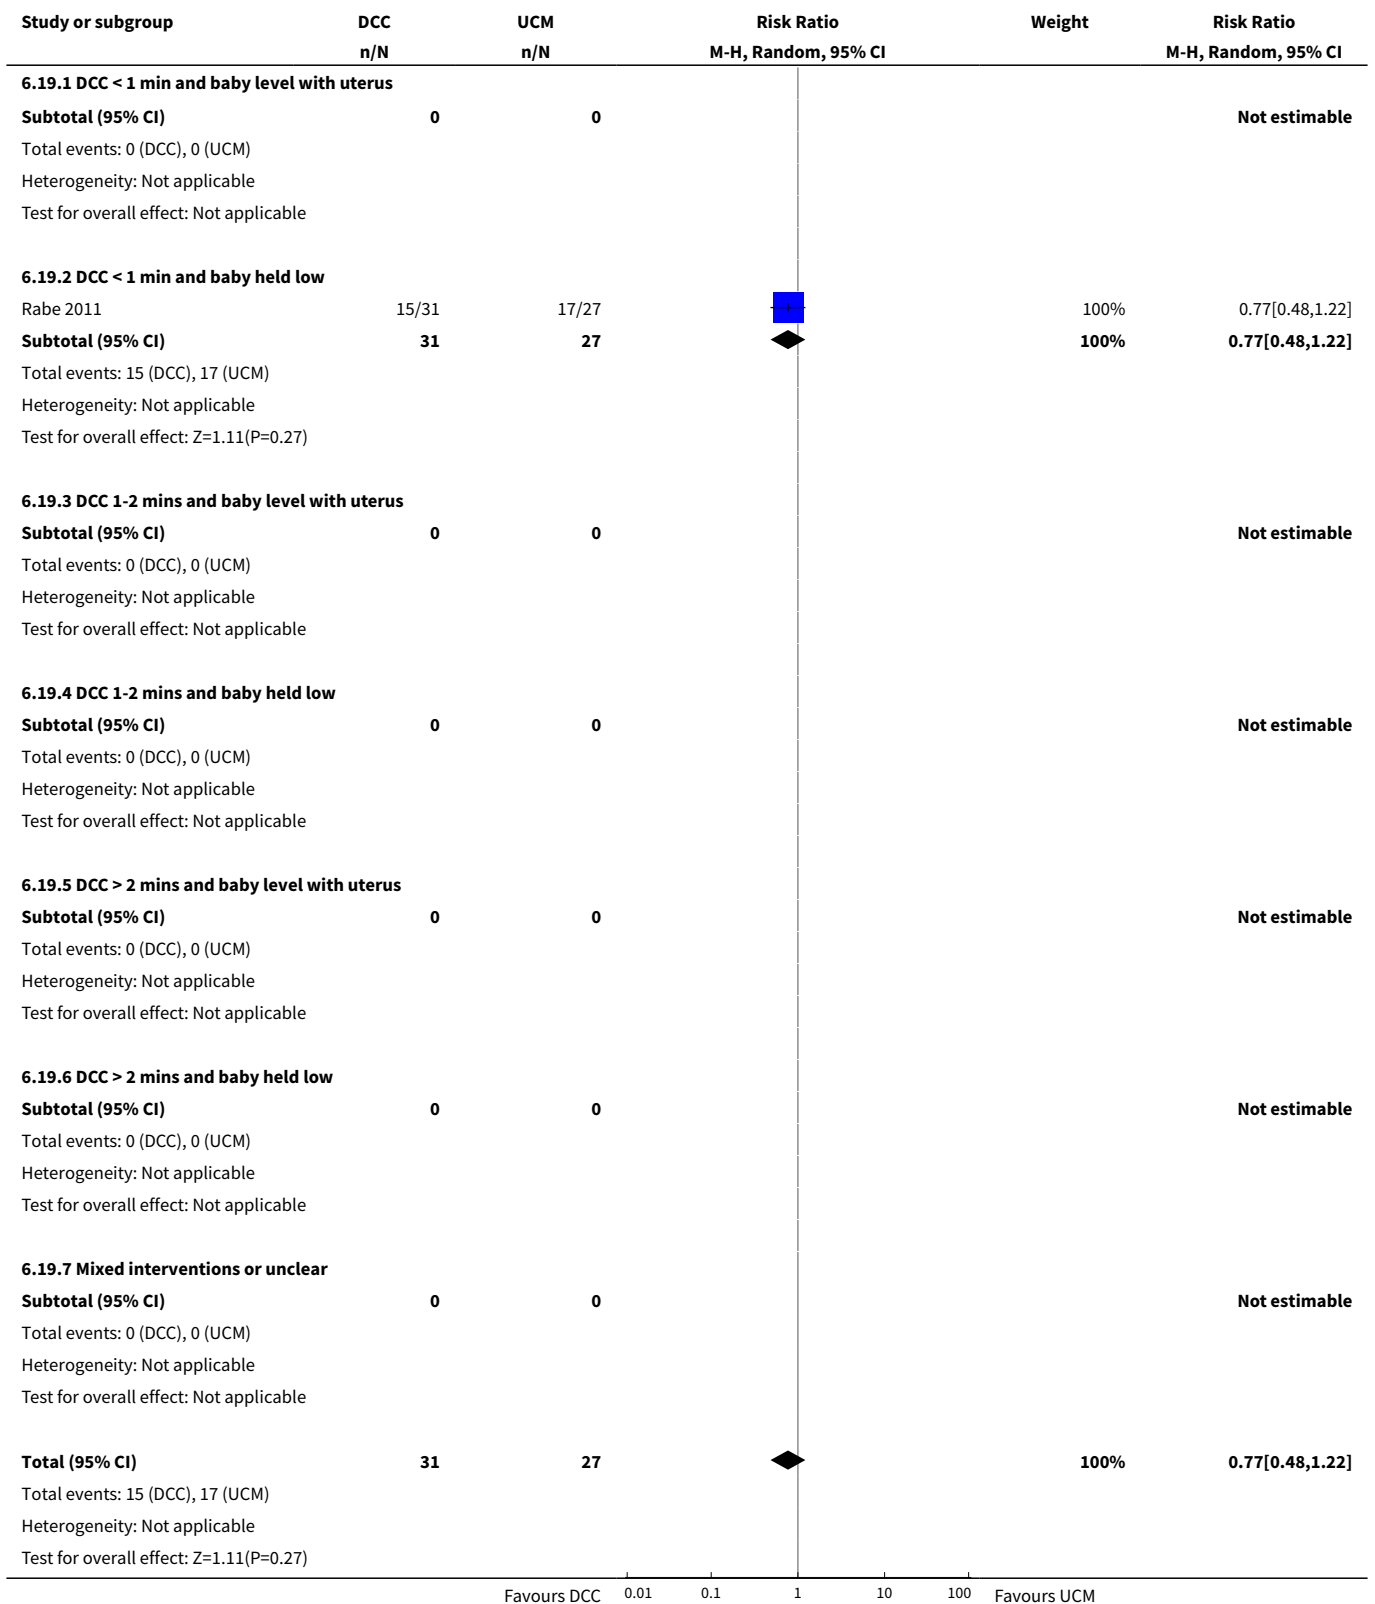 Study or subgroup DCC UCM Risk Ratio Weight Risk Ratio
n/N n/N M-H, Random, 95% CI M-H, Random, 95% CI
6.19.1 DCC < 1 min and baby level with uterus
Subtotal (95% CI) 0 0 Not estimable
Total events: 0 (DCC), 0 (UCM)
Heterogeneity: Not applicable
Test for overall effect: Not applicable
6.19.2 DCC < 1 min and baby held low
Rabe 2011 15/31 17/27 100% 0.77[0.48,1.22]
Subtotal (95% CI) 31 27 100% 0.77[0.48,1.22]
Total events: 15 (DCC), 17 (UCM)
Heterogeneity: Not applicable
Test for overall effect: Z=1.11(P=0.27)
6.19.3 DCC 1-2 mins and baby level with uterus
Subtotal (95% CI) 0 0 Not estimable
Total events: 0 (DCC), 0 (UCM)
Heterogeneity: Not applicable
Test for overall effect: Not applicable
6.19.4 DCC 1-2 mins and baby held low
Subtotal (95% CI) 0 0 Not estimable
Total events: 0 (DCC), 0 (UCM)
Heterogeneity: Not applicable
Test for overall effect: Not applicable
6.19.5 DCC > 2 mins and baby level with uterus
Subtotal (95% CI) 0 0 Not estimable
Total events: 0 (DCC), 0 (UCM)
Heterogeneity: Not applicable
Test for overall effect: Not applicable
6.19.6 DCC > 2 mins and baby held low
Subtotal (95% CI) 0 0 Not estimable
Total events: 0 (DCC), 0 (UCM)
Heterogeneity: Not applicable
Test for overall effect: Not applicable
6.19.7 Mixed interventions or unclear
Subtotal (95% CI) 0 0 Not estimable
Total events: 0 (DCC), 0 (UCM)
Heterogeneity: Not applicable
Test for overall effect: Not applicable
Total (95% CI) 31 27 100% 0.77[0.48,1.22]
Total events: 15 (DCC), 17 (UCM)
Heterogeneity: Not applicable
Test for overall effect: Z=1.11(P=0.27)
Favours DCC 0.01 0.1 1 10 100 Favours UCM